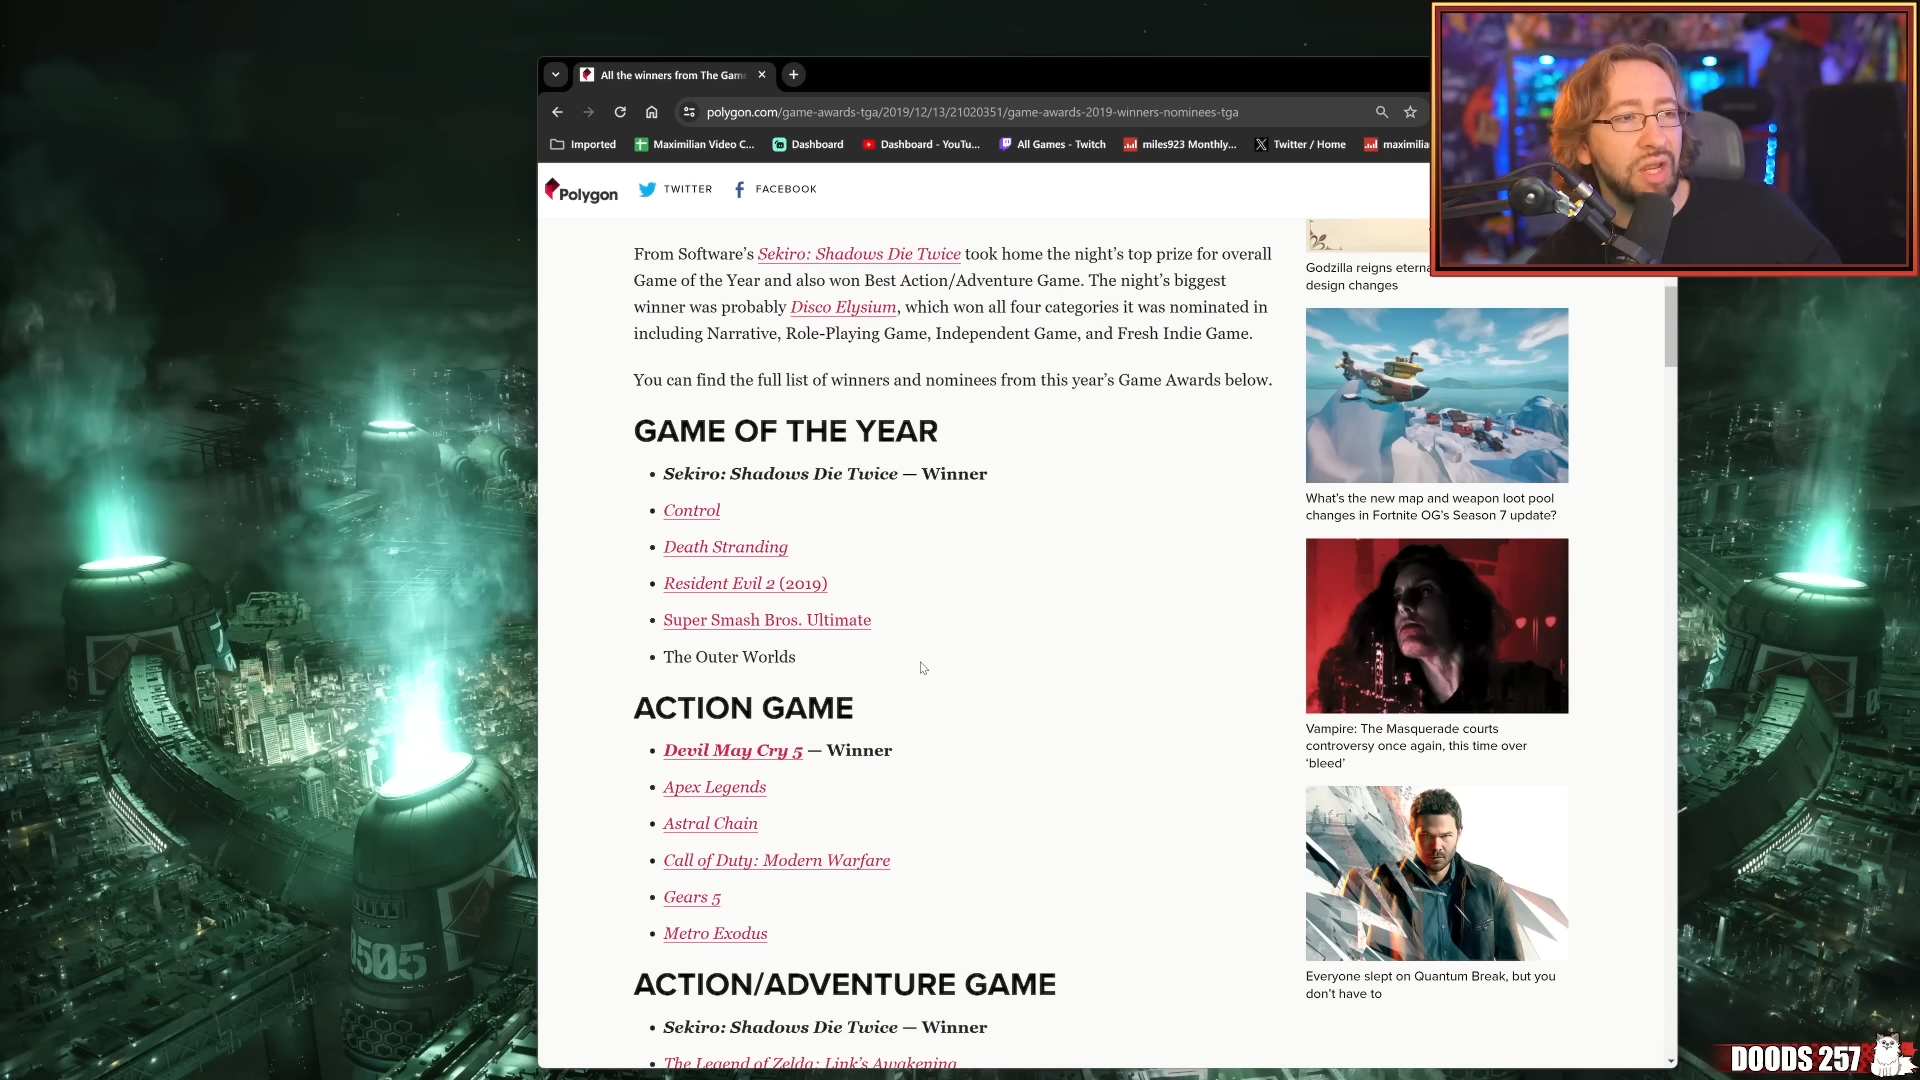 All the winners from The Game
polygon.com/game-awards-tga/2019/12/13/21020351/game-awards-2019-winners-nominees-tga
Imported
Maximilian Video C...
Dashboard
Dashboard - YouTu...
All Games - Twitch
miles923 Monthly...
Twitter / Home
maximilia
Polygon
TWITTER
FACEBOOK
From Software’s Sekiro: Shadows Die Twice took home the night’s top prize for overall
Game of the Year and also won Best Action/Adventure Game. The night’s biggest
winner was probably Disco Elysium, which won all four categories it was nominated in
including Narrative, Role-Playing Game, Independent Game, and Fresh Indie Game.
You can find the full list of winners and nominees from this year’s Game Awards below.
GAME OF THE YEAR
• Sekiro: Shadows Die Twice — Winner
• Control
• Death Stranding
• Resident Evil 2 (2019)
• Super Smash Bros. Ultimate
• The Outer Worlds
ACTION GAME
• Devil May Cry 5 — Winner
• Apex Legends
• Astral Chain
• Call of Duty: Modern Warfare
• Gears 5
• Metro Exodus
ACTION/ADVENTURE GAME
• Sekiro: Shadows Die Twice — Winner
• The Legend of Zelda: Link’s Awakening
Godzilla reigns eterna
design changes
What’s the new map and weapon loot pool
changes in Fortnite OG’s Season 7 update?
Vampire: The Masquerade courts
controversy once again, this time over
‘bleed’
Everyone slept on Quantum Break, but you
don’t have to
0505
DOODS 257